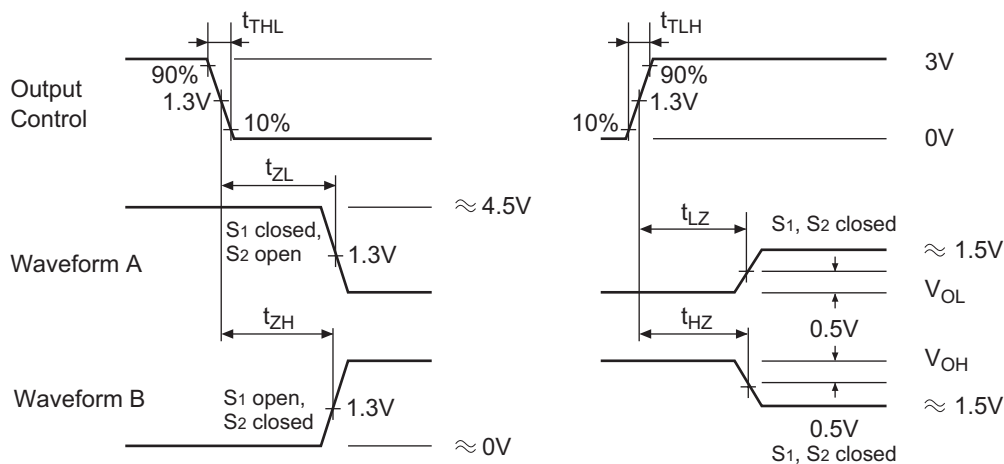 tTHL
tTLH
Output
Control
90%
1.3V
10%
90%
1.3V
10%
3V
0V
tZL
≈ 4.5V
Waveform A
S1 closed,
S2 open
1.3V
tLZ
S1, S2 closed
≈ 1.5V
VOL
0.5V
tZH
Waveform B
S1 open,
S2 closed
1.3V
≈ 0V
tHZ
VOH
≈ 1.5V
0.5V
S1, S2 closed